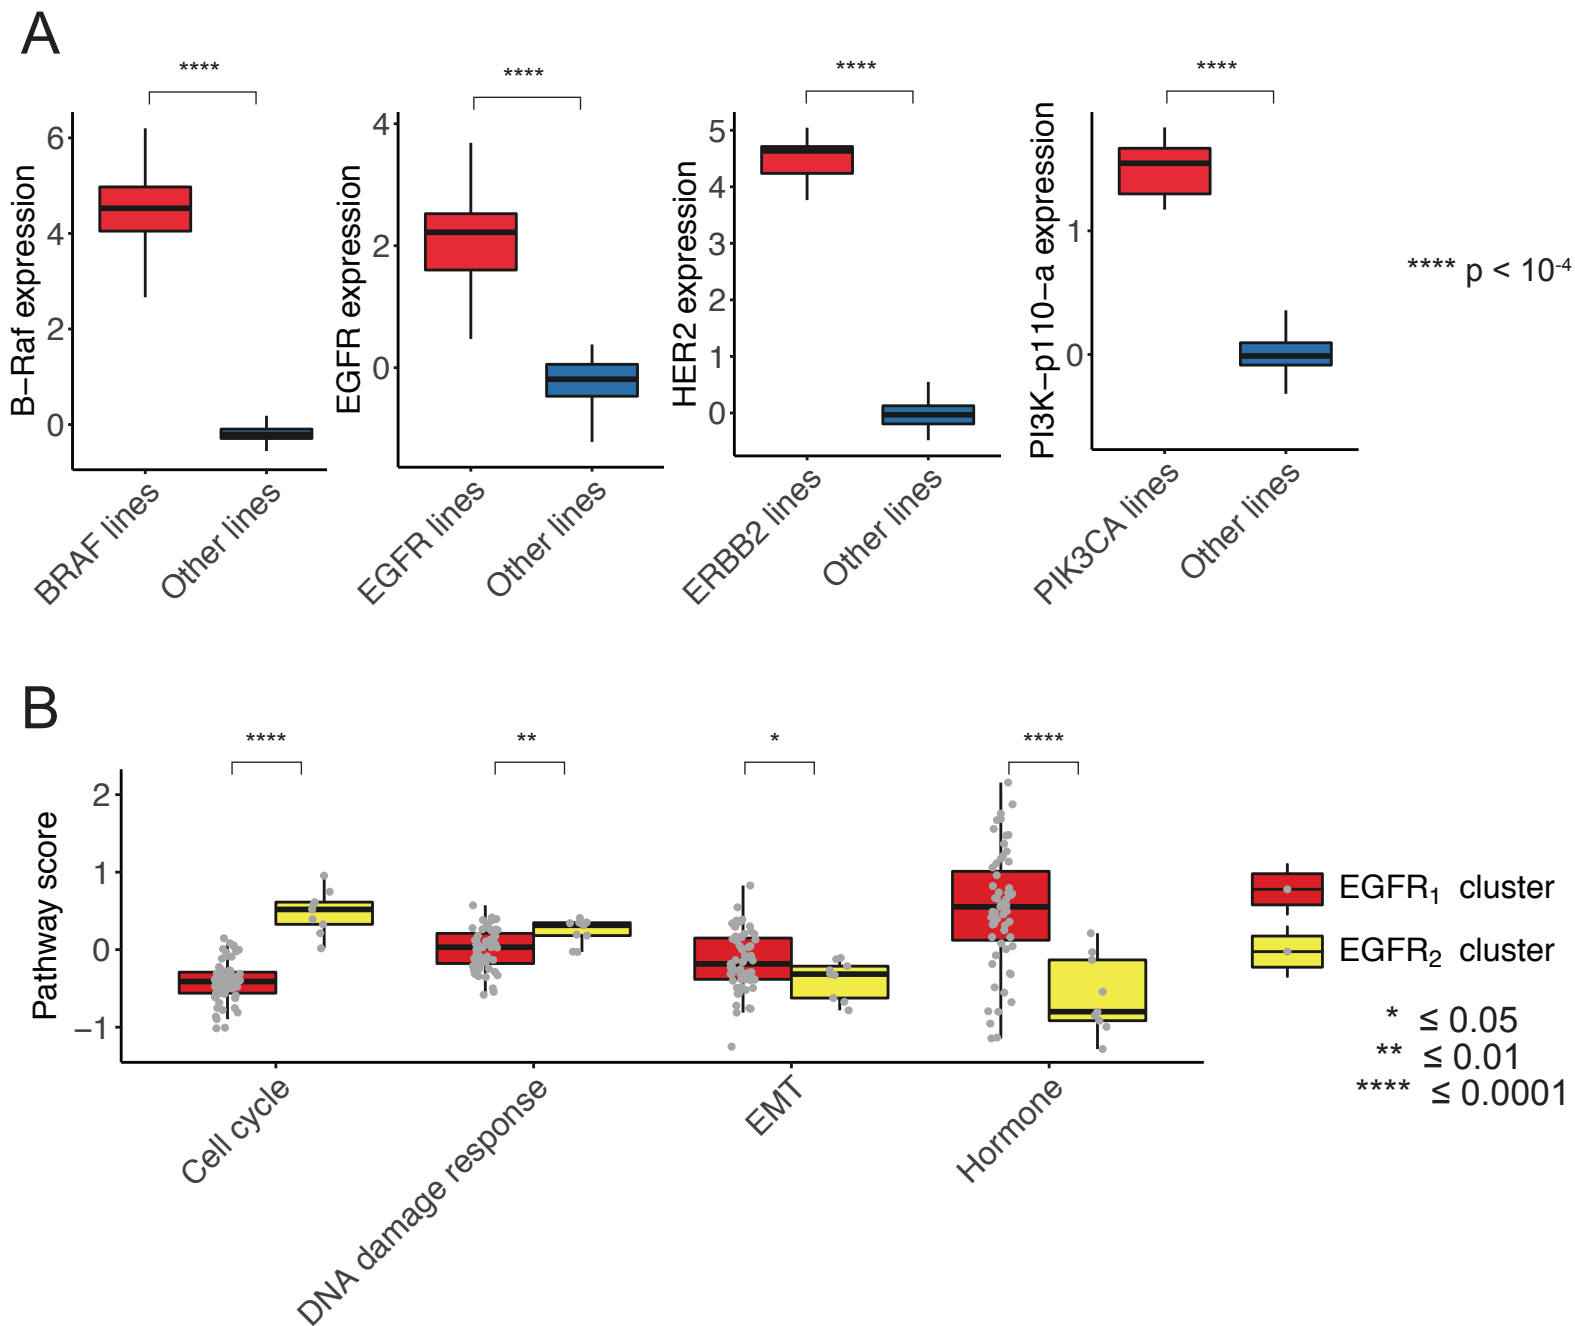 A
****
****
****
****
B−Raf expression
6
4
2
0
BRAF lines
Other lines
EGFR expression
4
2
0
EGFR lines
Other lines
HER2 expression
5
4
3
2
1
0
ERBB2 lines
Other lines
PI3K−p110−a expression
1
0
PIK3CA lines
Other lines
**** p < 10-4
B
****
**
*
****
Pathway score
2
1
0
−1
Cell cycle
DNA damage response
EMT
Hormone
EGFR1 cluster
EGFR2 cluster
* ≤ 0.05
** ≤ 0.01
**** ≤ 0.0001